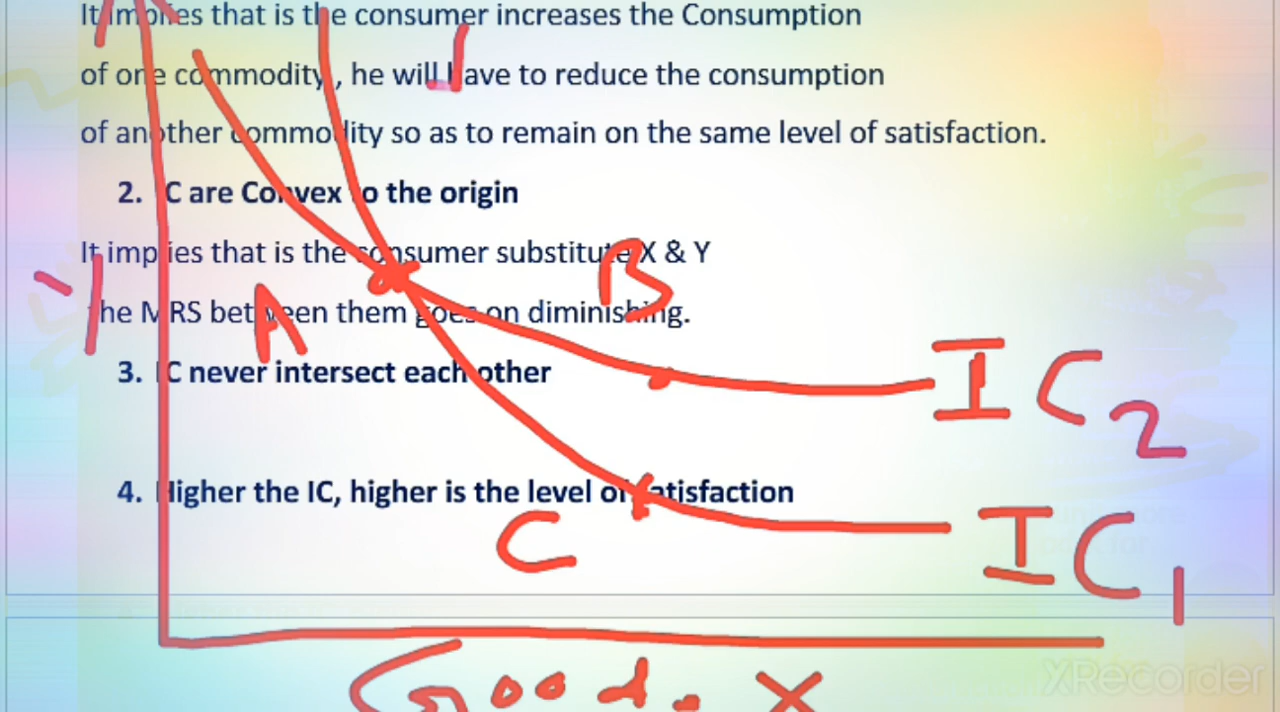 It implies that is the consumer increases the Consumption
of one commodity, he will have to reduce the consumption
of another commodity so as to remain on the same level of satisfaction.
2. IC are Convex to the origin
It implies that is the consumer substitute X & Y
the MRS between them goes on diminishing.
3. IC never intersect each other
4. Higher the IC, higher is the level of satisfaction
A
B
C
IC2
IC1
Good. X
XRecorder